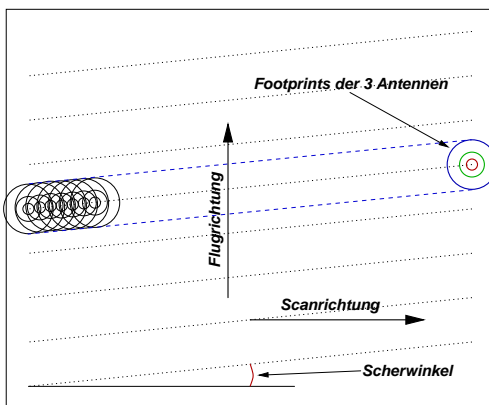 Footprints der 3 Antennen
Flugrichtung
Scanrichtung
Scherwinkel